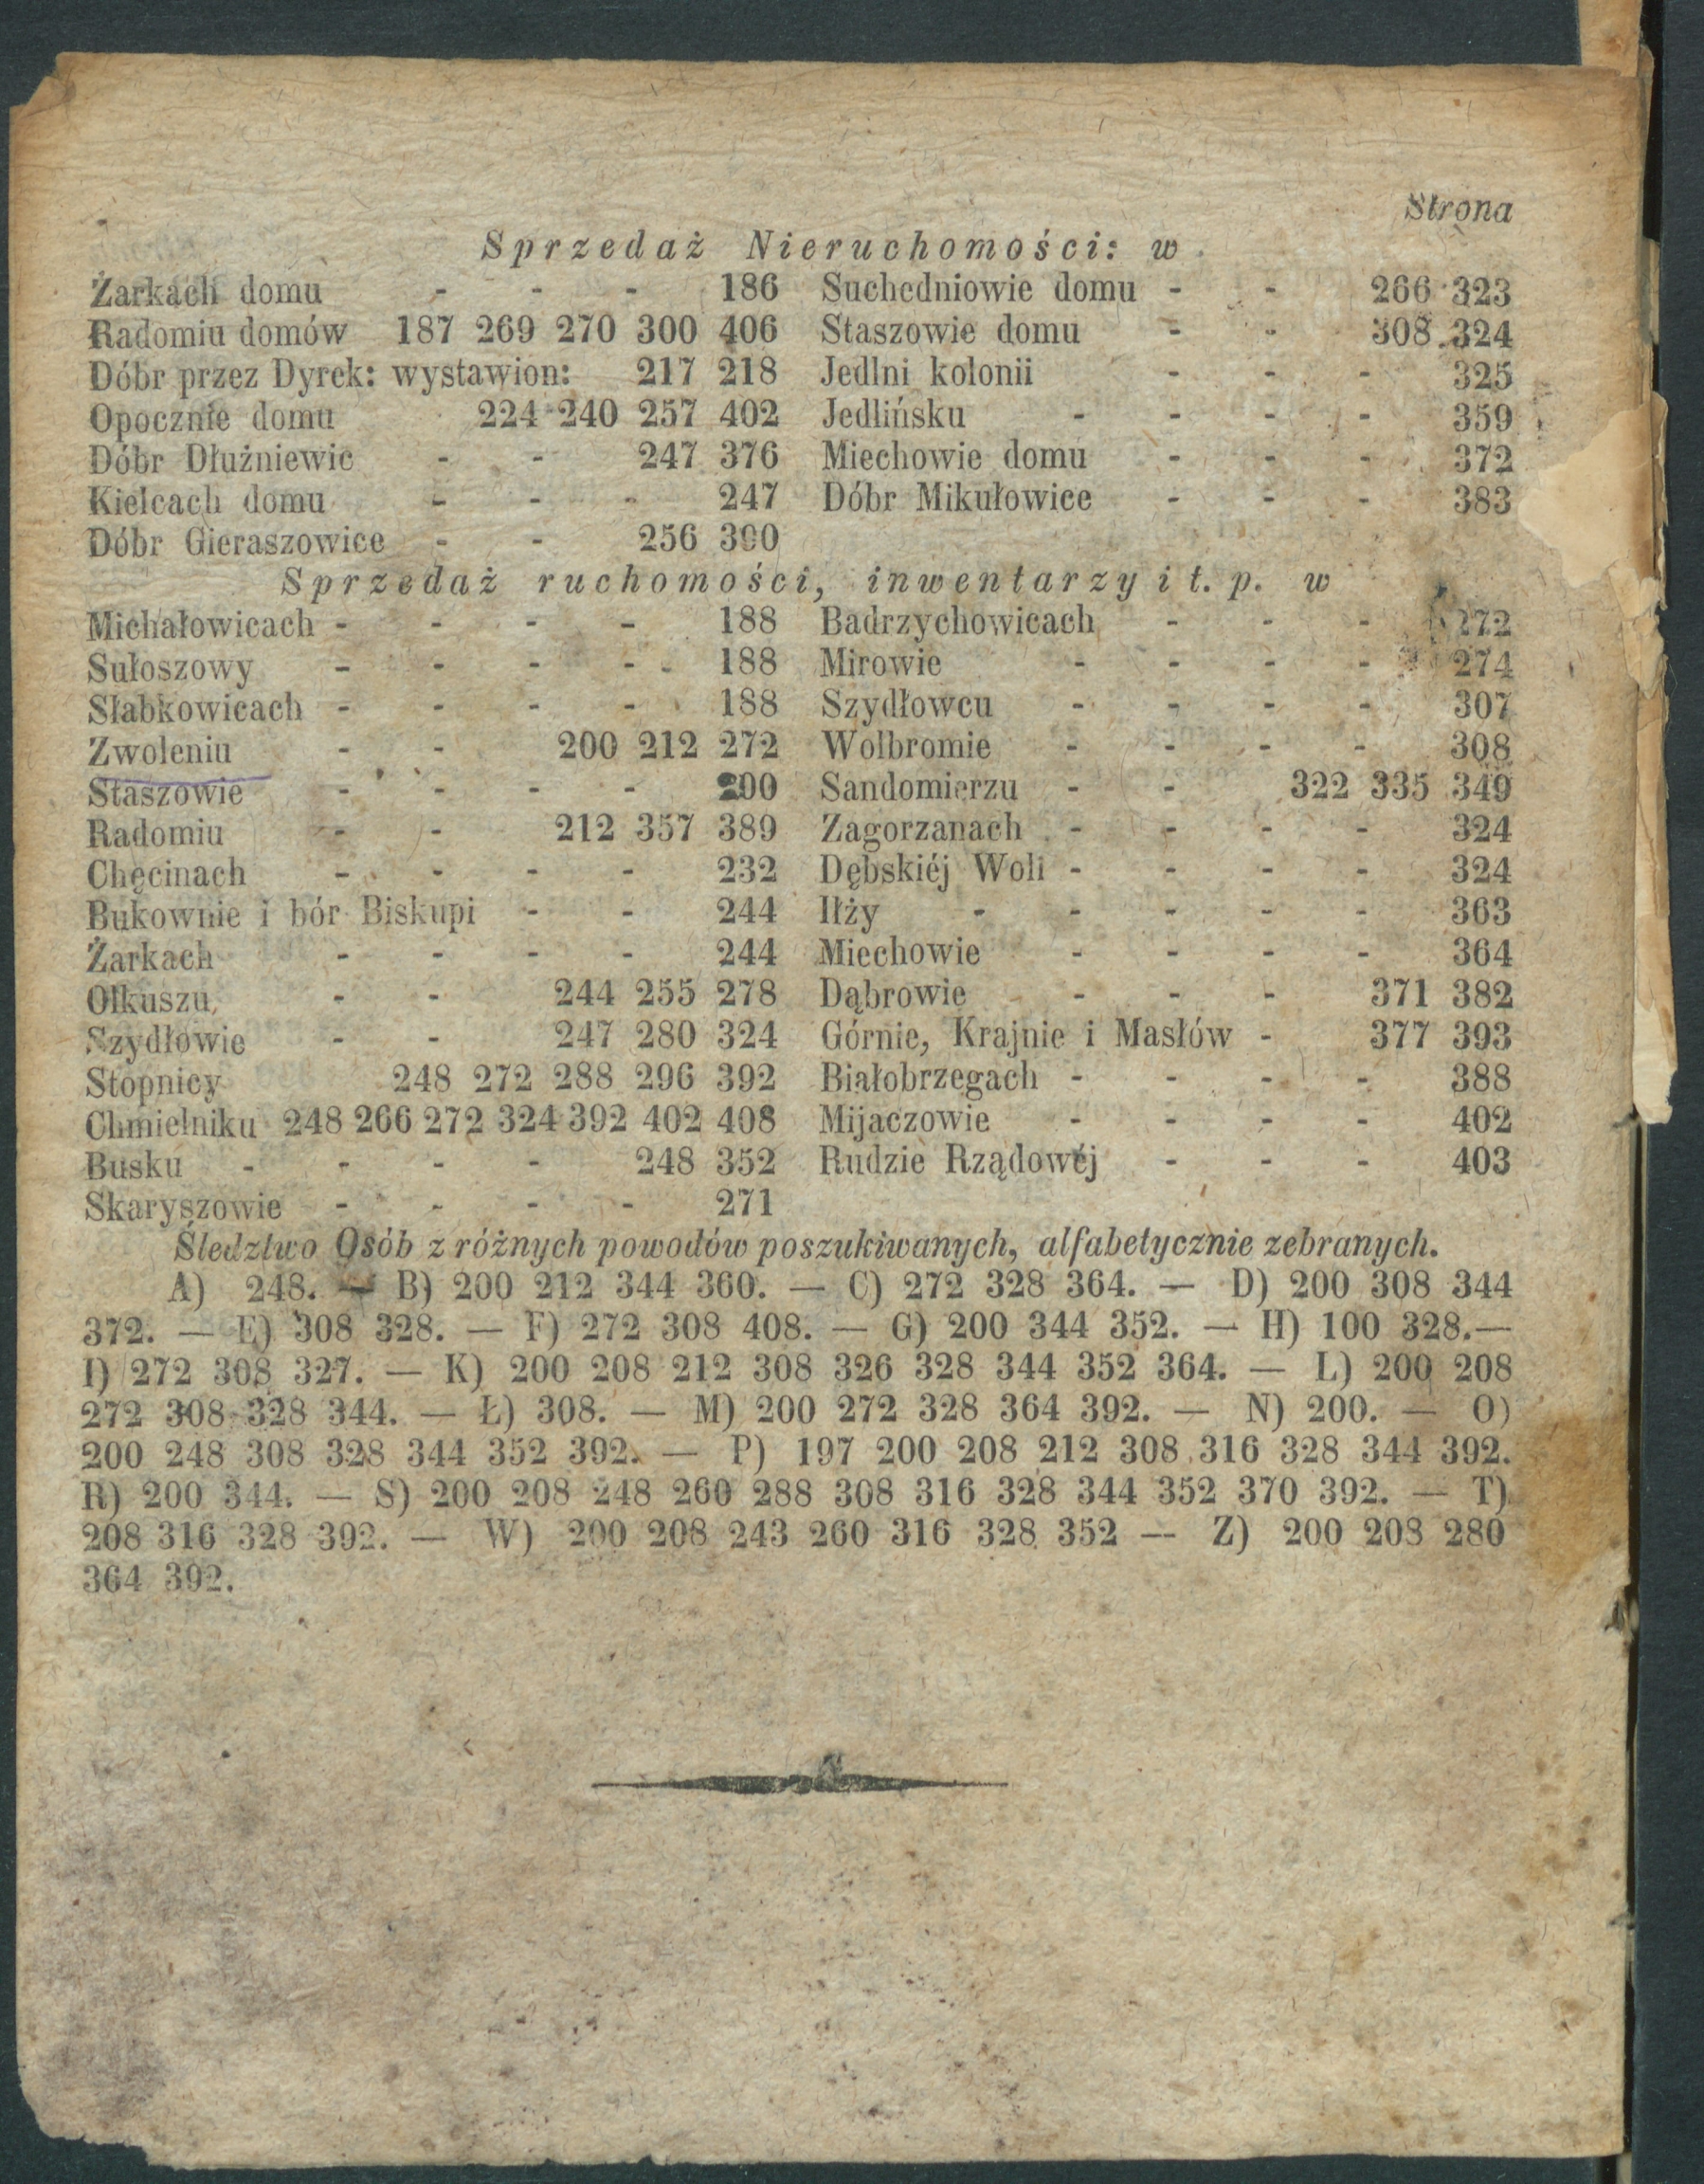 Strona
Sprzedaż Nieruchomości: w
Żarkach domu - - - 186
Radomiu domów 187 269 270 300 406
Dóbr przez Dyrek: wystawion: 217 218
Opocznie domu 224 240 257 402
Dóbr Dłużniewic - - 247 376
Kielcach domu - - - 247
Dóbr Gieraszowice - - 256 390
Suchedniowie domu - - 266 323
Staszowie domu - - 308 324
Jedlni kolonii - - - 325
Jedlińsku - - - - 359
Miechowie domu - - - 372
Dóbr Mikułowice - - - 383
Sprzedaż ruchomości, inwentarzy i t. p. w
Michałowicach - - - - 188
Sułoszowy - - - - 188
Słabkowicach - - - - 188
Zwoleniu - - 200 212 272
Staszowie - - - - 200
Radomiu - - 212 357 389
Chęcinach - - - - 232
Bukownie i bór Biskupi - - 244
Żarkach - - - - 244
Olkuszu - - 244 255 278
Szydłowie - - 247 280 324
Stopnicy 248 272 288 296 392
Chmielniku 248 266 272 324 392 402 408
Busku - - - - 248 352
Skaryszowie - - - - 271
Badrzychowicach - - - 272
Mirowie - - - - 274
Szydłowcu - - - - 307
Wolbromie - - - - 308
Sandomierzu - - 322 335 349
Zagorzanach - - - - 324
Dębskiéj Woli - - - - 324
Iłży - - - - - 363
Miechowie - - - - 364
Dąbrowie - - - 371 382
Górnie, Krajnie i Masłów - 377 393
Białobrzegach - - - - 388
Mijaczowie - - - - 402
Rudzie Rządowéj - - - 403
Śledztwo Osób z różnych powodów poszukiwanych, alfabetycznie zebranych.
A) 248. — B) 200 212 344 360. — C) 272 328 364. — D) 200 308 344
372. — E) 308 328. — F) 272 308 408. — G) 200 344 352. — H) 100 328.—
I) 272 308 327. — K) 200 208 212 308 326 328 344 352 364. — L) 200 208
272 308 328 344. — Ł) 308. — M) 200 272 328 364 392. — N) 200. — O)
200 248 308 328 344 352 392. — P) 197 200 208 212 308 316 328 344 392.
R) 200 344. — S) 200 208 248 260 288 308 316 328 344 352 370 392. — T)
208 316 328 392. — W) 200 208 243 260 316 328 352 — Z) 200 208 280
364 392.